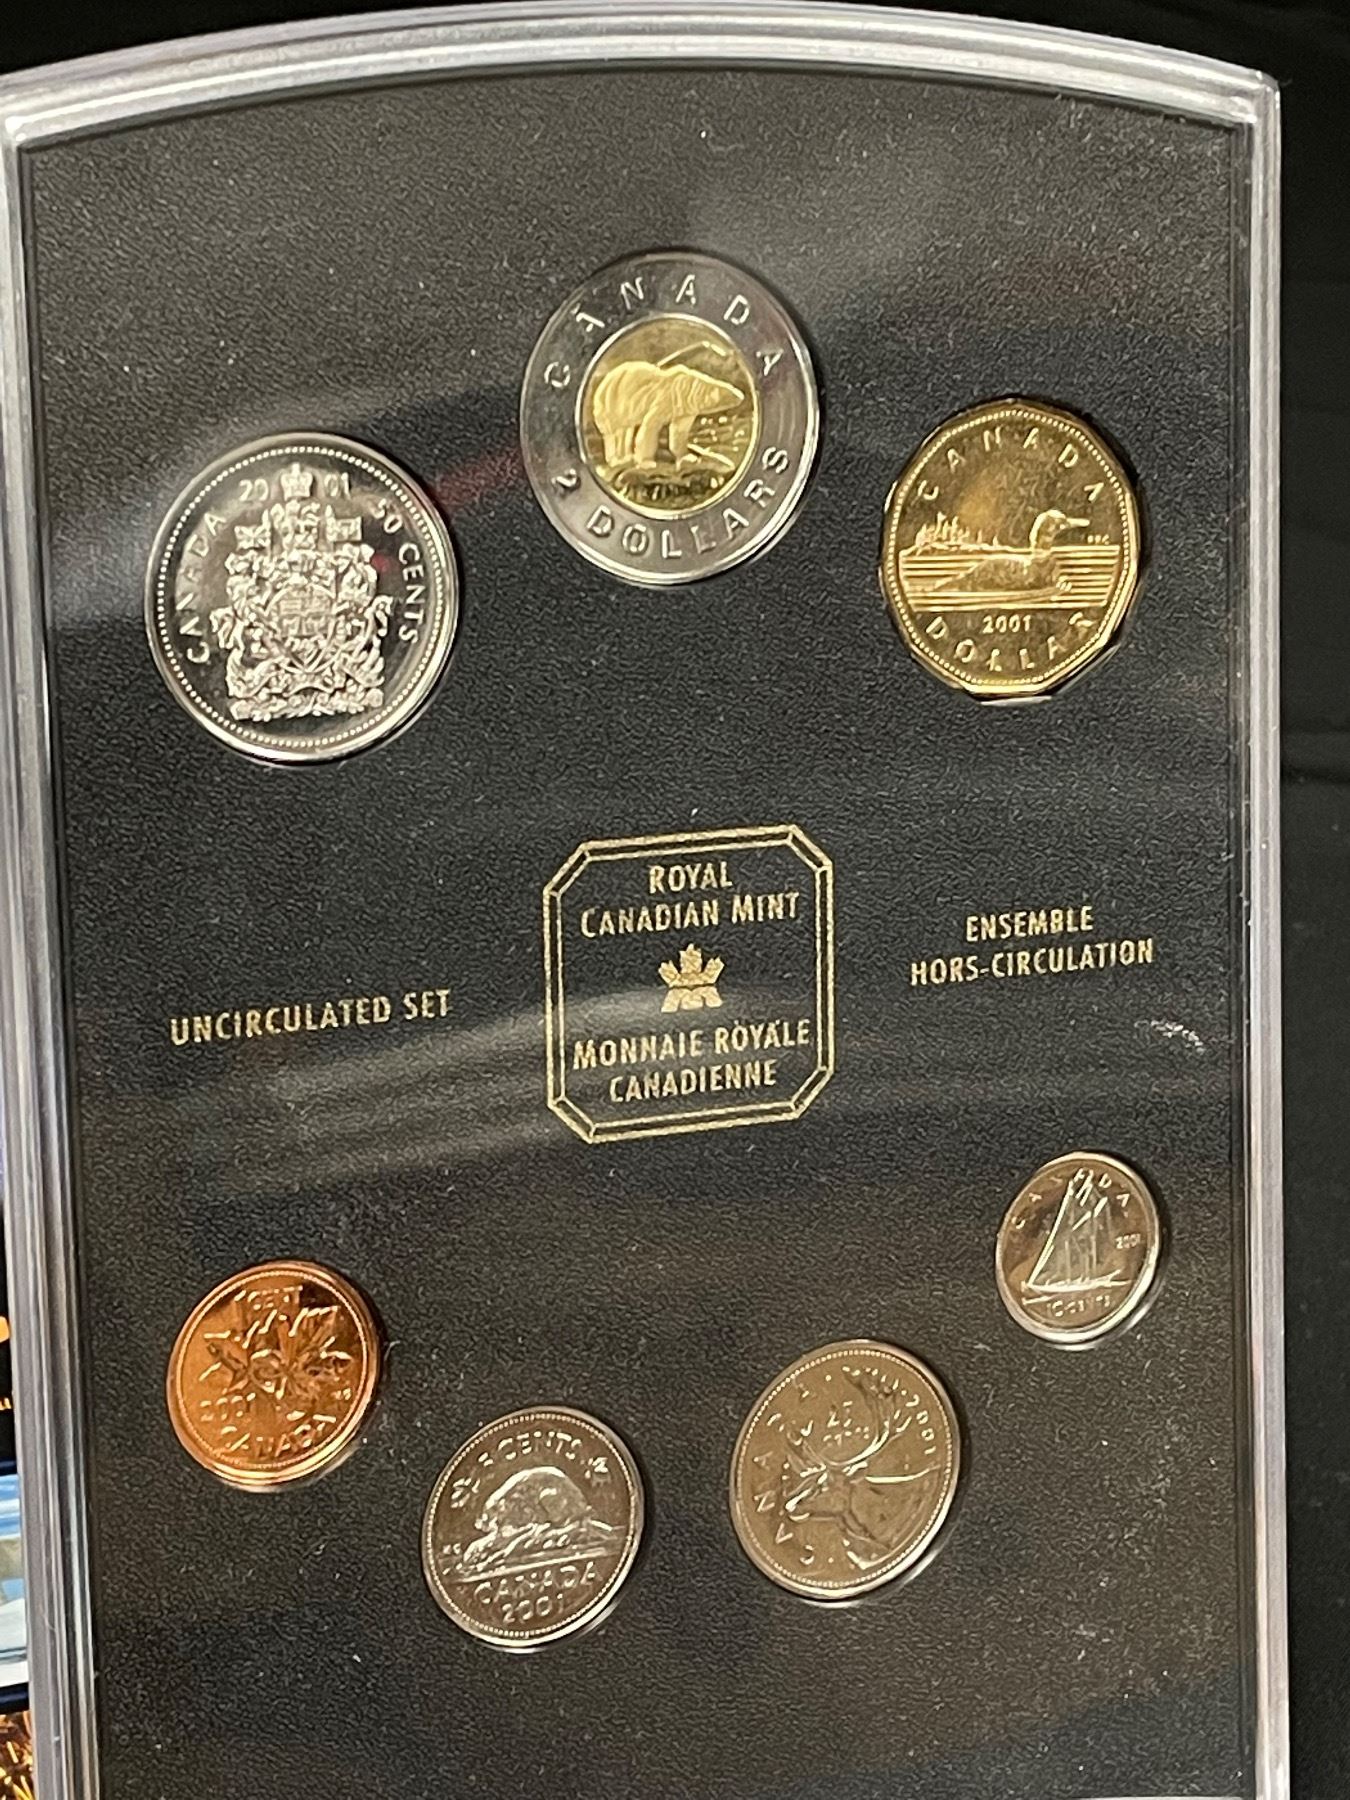 CANADA
2 DOLLARS
2001
CANADA
50 CENTS
CANADA
2001
DOLLAR
ROYAL
CANADIAN MINT
MONNAIE ROYALE
CANADIENNE
UNCIRCULATED SET
ENSEMBLE
HORS-CIRCULATION
CANADA
2001
10 CENTS
1 CENT
2001
CANADA
5 CENTS
CANADA
2001
CANADA
25
CENTS
2001